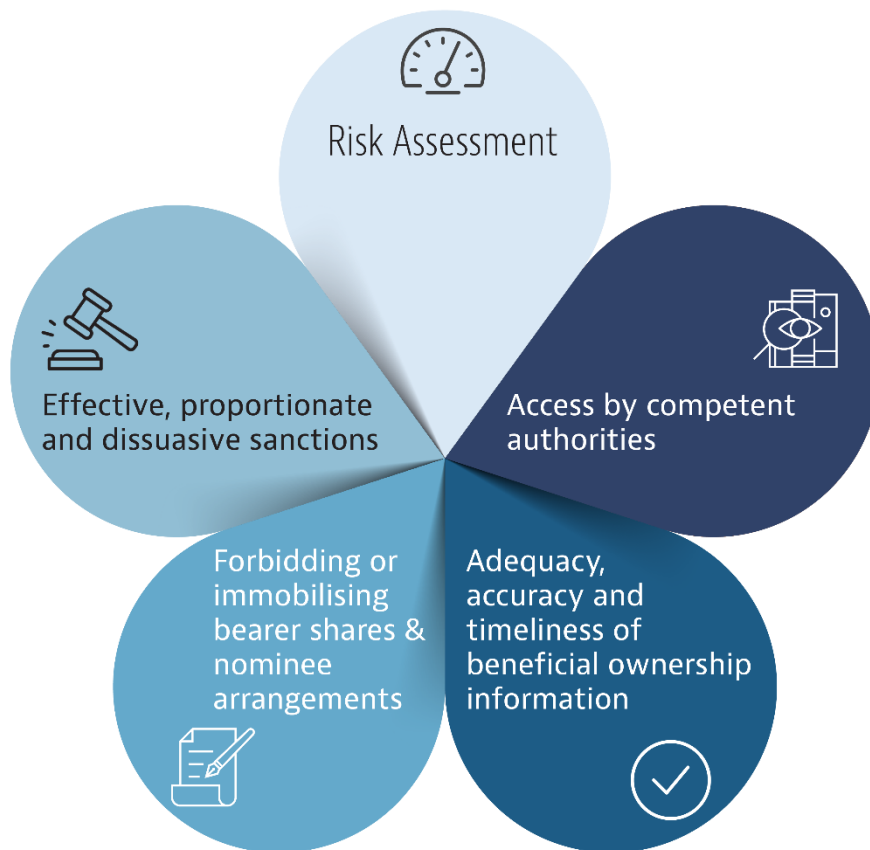 Risk Assessment
Access by competent
authorities
Adequacy,
accuracy and
timeliness of
beneficial ownership
information
Forbidding or
immobilising
bearer shares &
nominee
arrangements
Effective, proportionate
and dissuasive sanctions